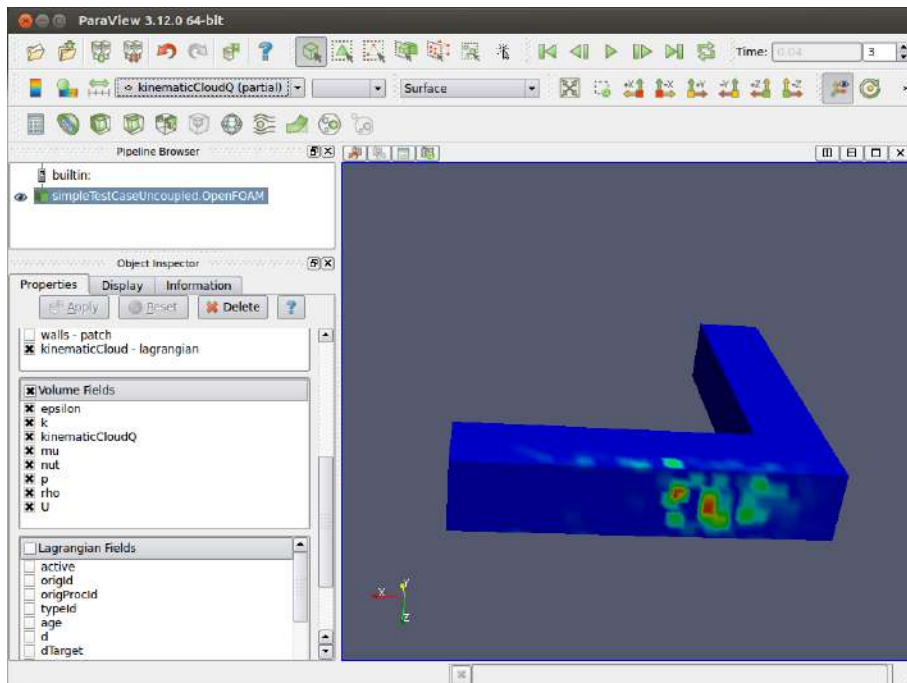 ParaView 3.12.0 64-bit
Time: 0.04 3
kinematicCloudQ (partial) Surface
-X +Y -Y +Z -Z
Pipeline Browser
builtin:
simpleTestCaseUncoupled.OpenFOAM
Object Inspector
Properties Display Information
Apply Reset Delete ?
walls - patch
kinematicCloud - lagrangian
Volume Fields
epsilon
k
kinematicCloudQ
mu
nut
p
rho
U
Lagrangian Fields
active
origId
origProcId
typeId
age
d
dTarget
X Y
Z